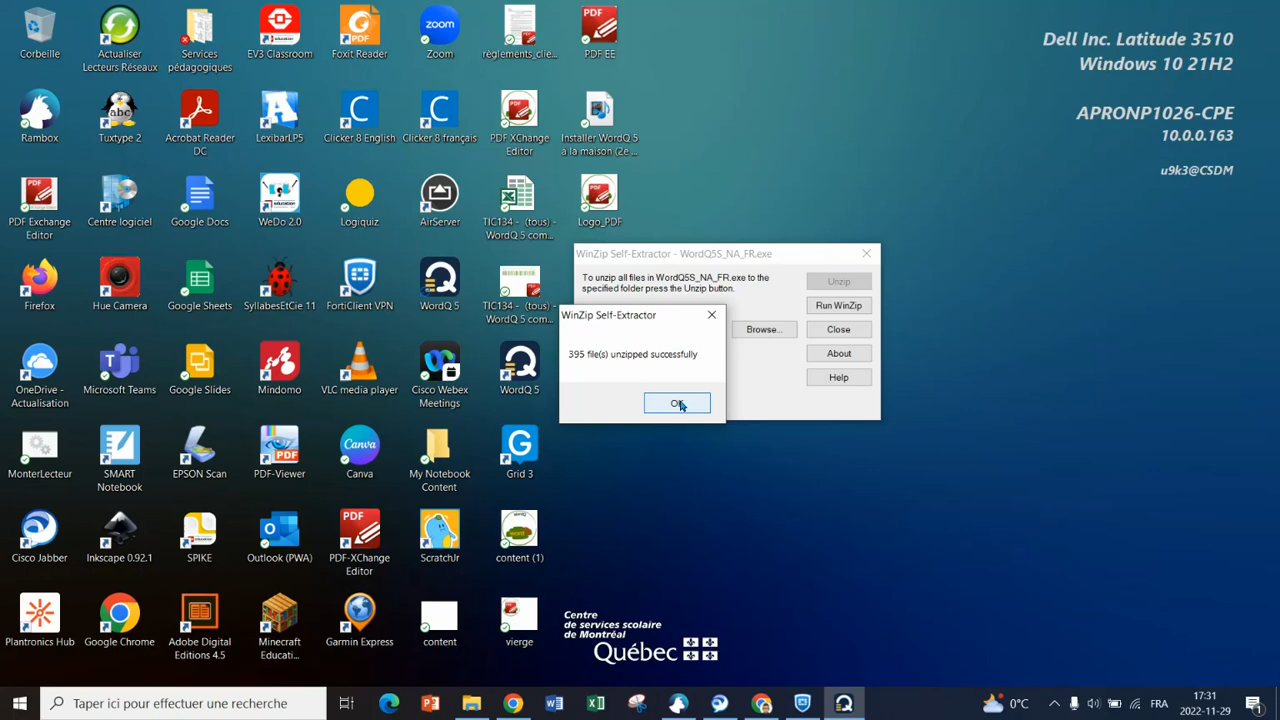 Corbeille
Actualiser
Lecteurs Réseaux
Services
pédagogiques
EV3 Classroom
Foxit Reader
Zoom
règlements_clie...
PDF EE
Rambox
Tuxtype 2
Acrobat Reader
DC
LexibarLP5
Clicker 8 English
Clicker 8 français
PDF XChange
Editor
Installer WordQ 5
à la maison (2e ...
PDF Exchange
Editor
Centre logiciel
Google Docs
WeDo 2.0
Logiquiz
AirServer
TIC134 - (tous) -
WordQ 5 com...
Logo_PDF
Firefox
Hue Camera
Google Sheets
SyllabesEtCie 11
FortiClient VPN
WordQ 5
TIC134 - (tous) -
WordQ 5 com...
OneDrive -
Actualisation
Microsoft Teams
Google Slides
Mindomo
VLC media player
Cisco Webex
Meetings
WordQ 5
MonterLecteur
SMART
Notebook
EPSON Scan
PDF-Viewer
Canva
My Notebook
Content
Grid 3
Cisco Jabber
Inkscape 0.92.1
SPIKE
Outlook (PWA)
PDF-XChange
Editor
ScratchJr
content (1)
Plantronics Hub
Google Chrome
Adobe Digital
Editions 4.5
Minecraft
Educati...
Garmin Express
content
vierge
Dell Inc. Latitude 3510
Windows 10 21H2
APRONP1026-CPE
10.0.0.163
u9k3@CSDM
WinZip Self-Extractor - WordQ5S_NA_FR.exe
To unzip all files in WordQ5S_NA_FR.exe to the
specified folder press the Unzip button.
Unzip
Run WinZip
Browse...
Close
About
Help
WinZip Self-Extractor
395 file(s) unzipped successfully
OK
Centre
de services scolaire
de Montréal
Québec
Taper ici pour effectuer une recherche
0°C
FRA
17:31
2022-11-29
1